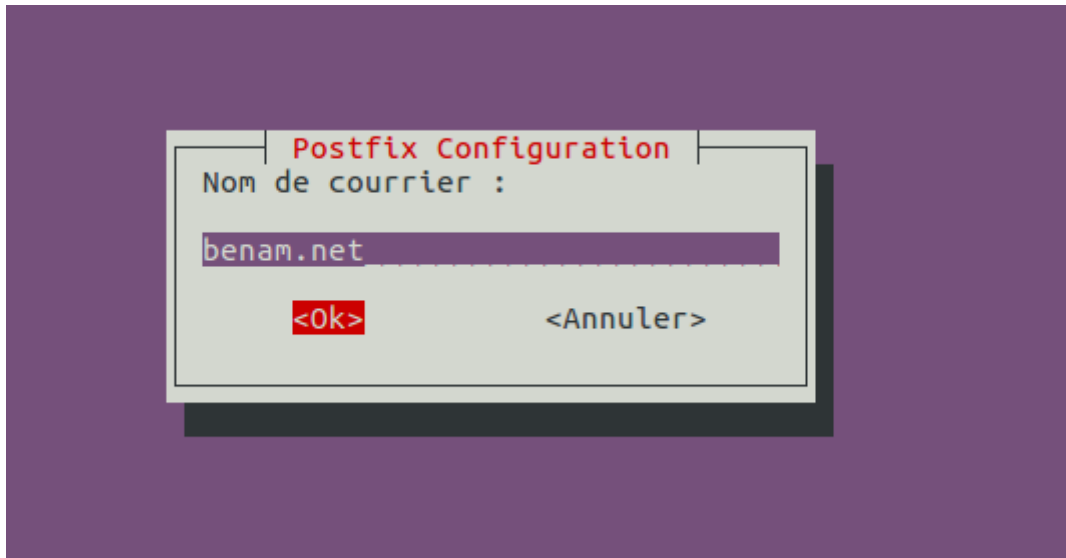 Postfix Configuration
Nom de courrier :
benam.net
<Ok> <Annuler>